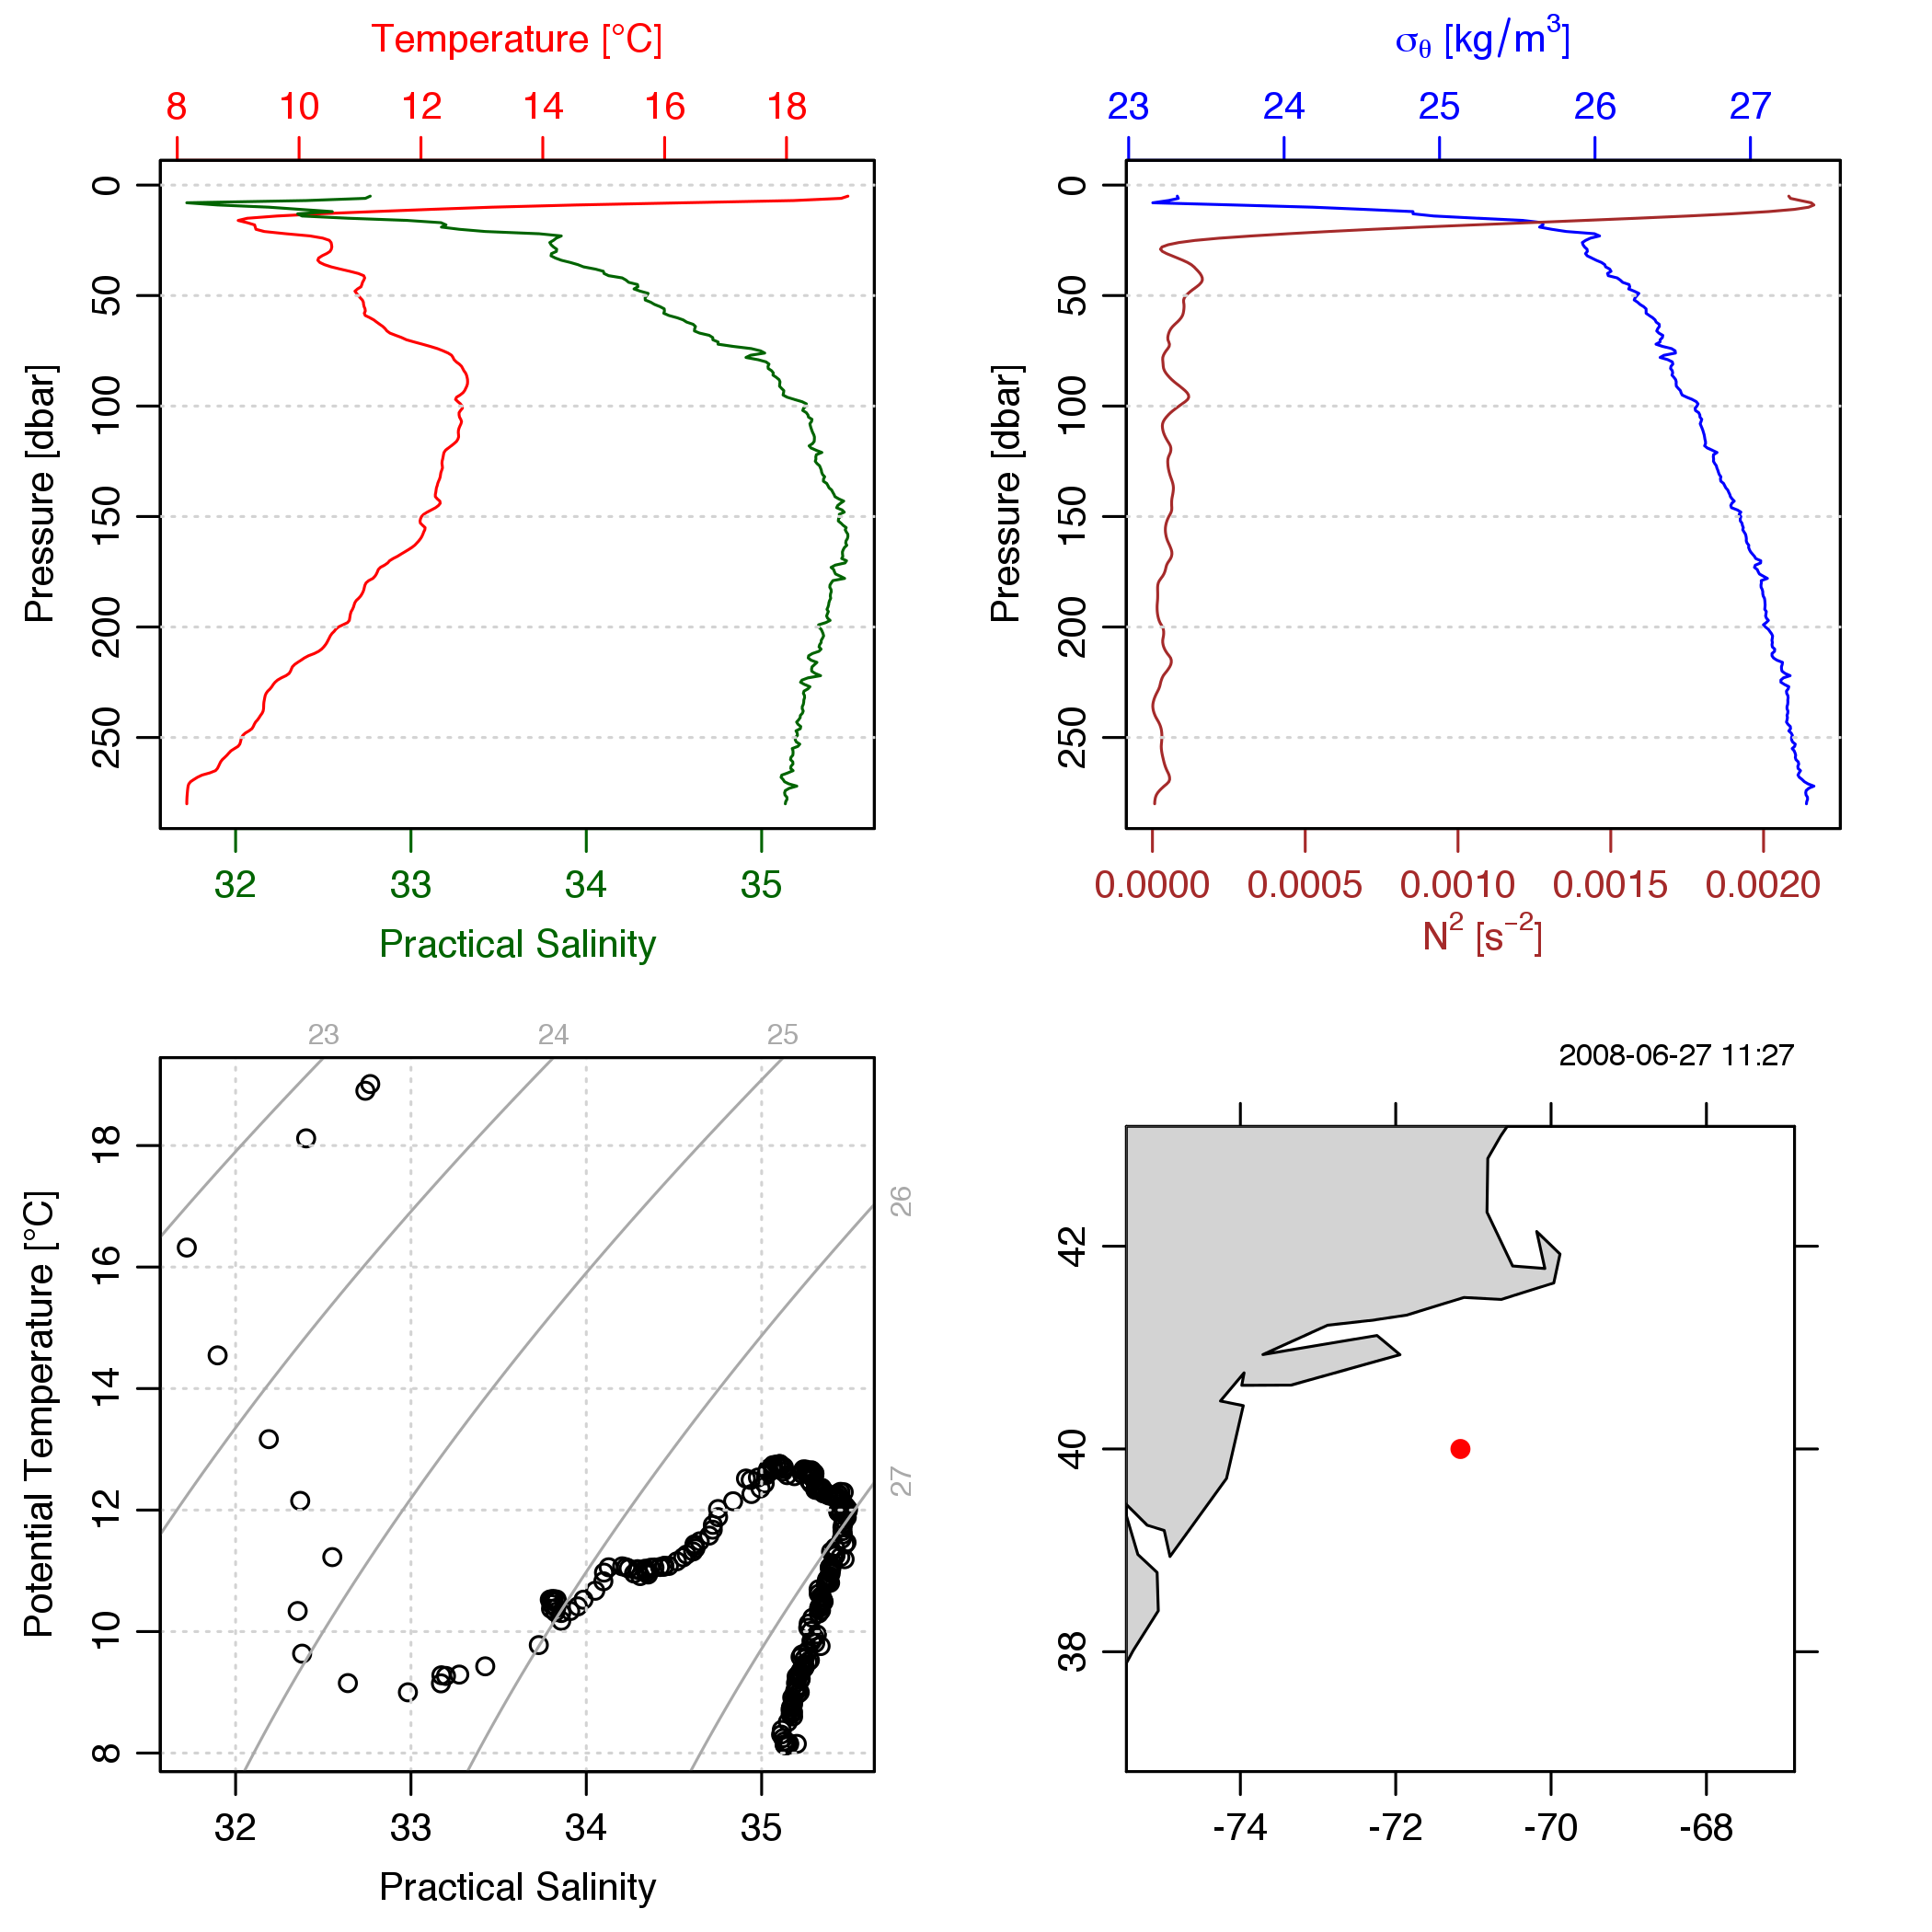 Temperature [°C]
8 10 12 14 16 18
0
50
100
150
200
250
Pressure [dbar]
32 33 34 35
Practical Salinity
σθ [kg/m³]
23 24 25 26 27
0
50
100
150
200
250
Pressure [dbar]
0.0000 0.0005 0.0010 0.0015 0.0020
N² [s⁻²]
23 24 25
26
27
18
16
14
12
10
8
Potential Temperature [°C]
32 33 34 35
Practical Salinity
2008-06-27 11:27
42
40
38
-74 -72 -70 -68